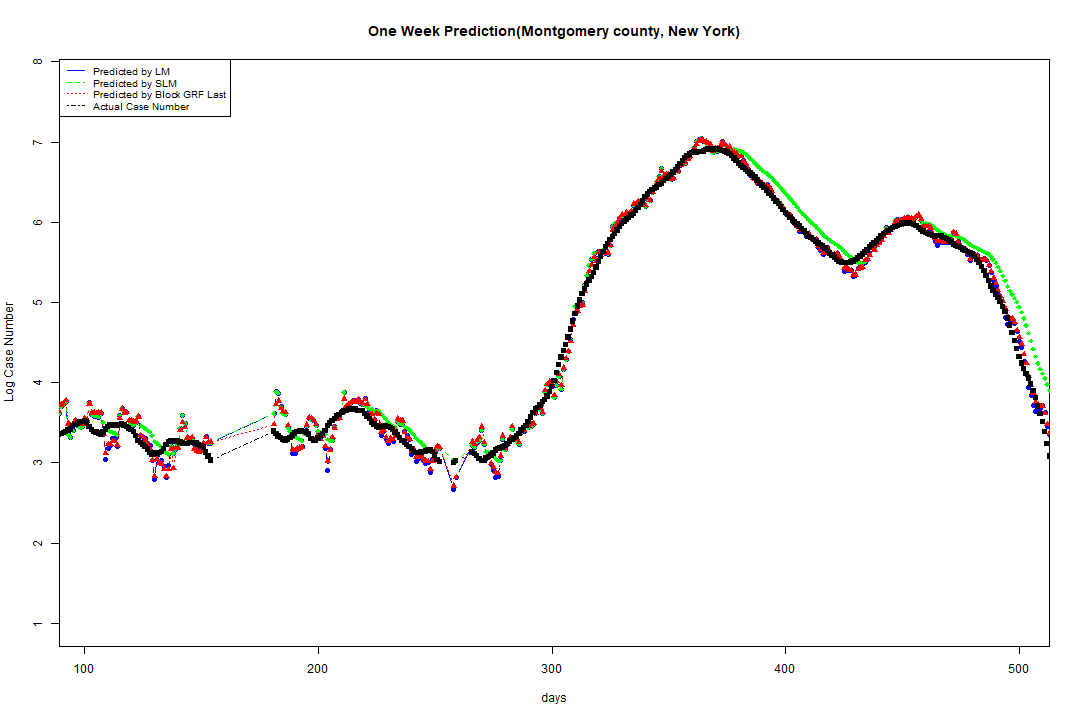 One Week Prediction(Montgomery county, New York)
Predicted by LM
Predicted by SLM
Predicted by Block GRF Last
Actual Case Number
8
7
6
5
4
3
2
1
Log Case Number
100 200 300 400 500
days